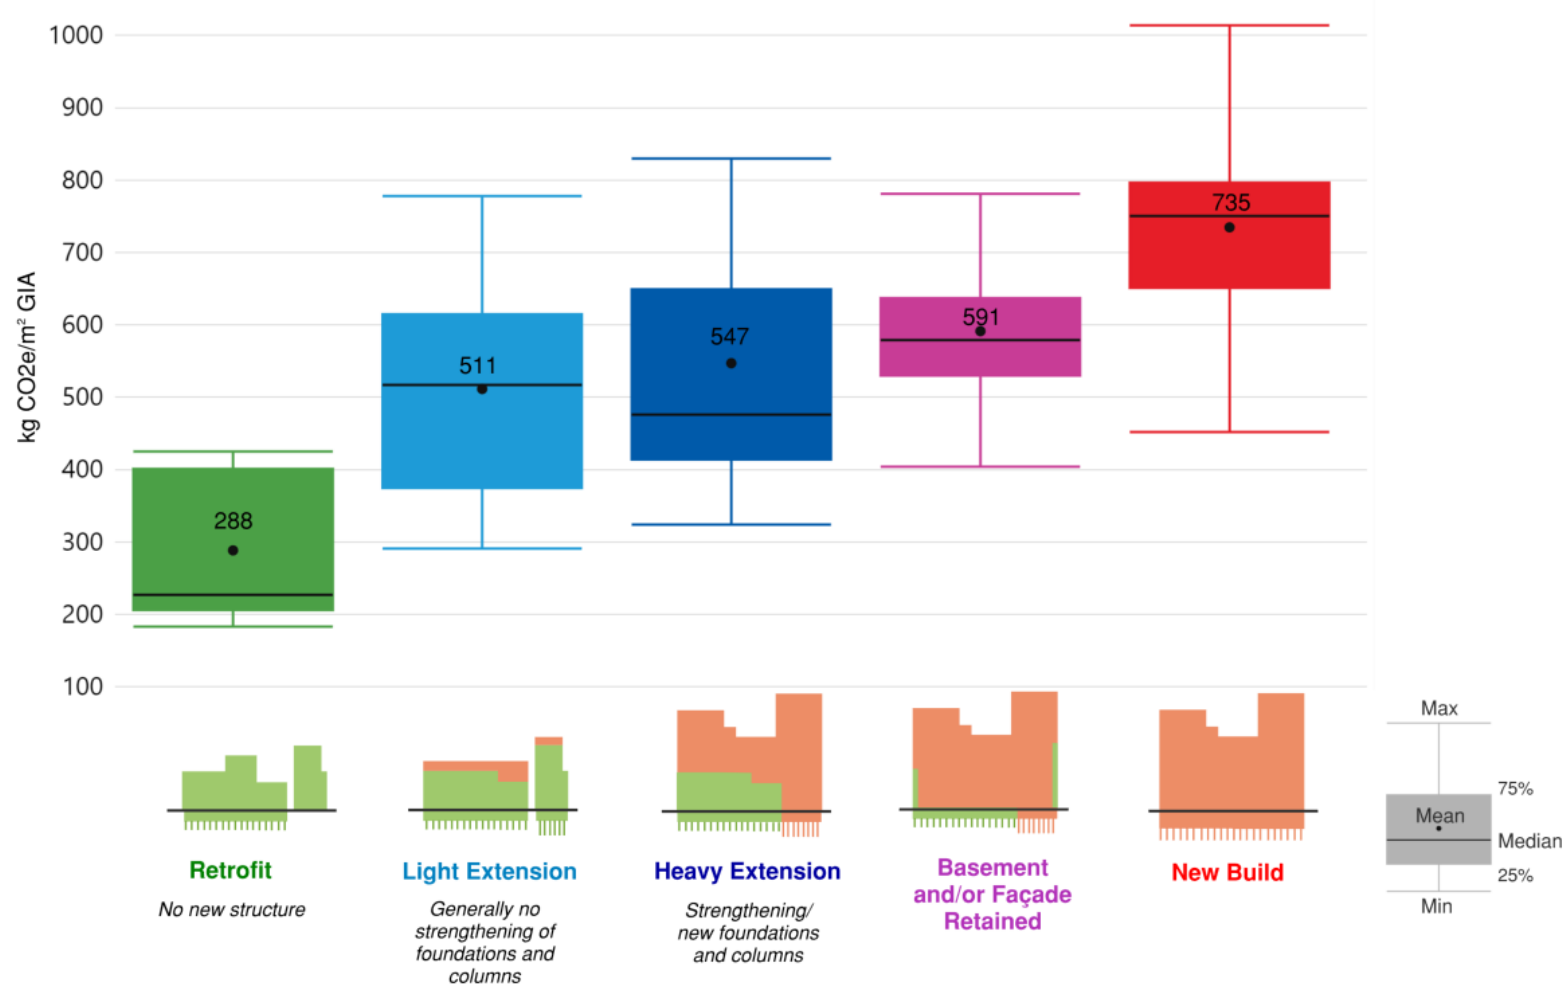 1000
900
800
700
600
500
400
300
200
100
kg CO2e/m² GIA
288
511
547
591
735
Retrofit
No new structure
Light Extension
Generally no
strengthening of
foundations and
columns
Heavy Extension
Strengthening/
new foundations
and columns
Basement
and/or Façade
Retained
New Build
Max
75%
Mean
Median
25%
Min